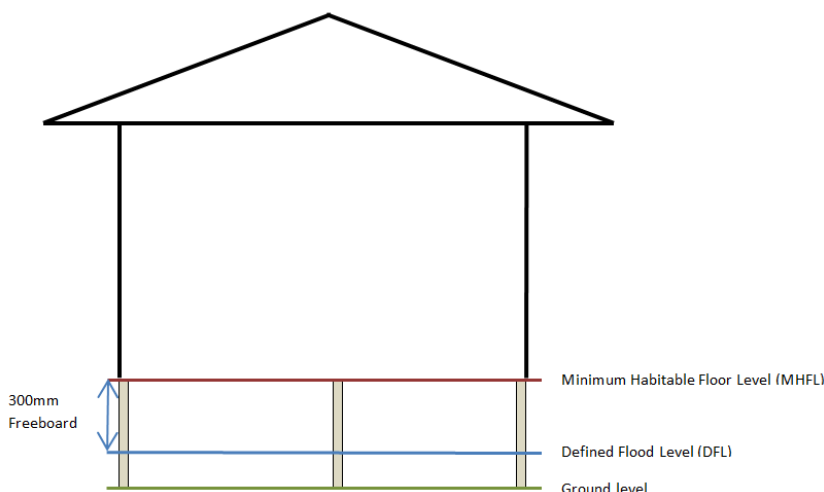 Minimum Habitable Floor Level (MHFL)
300mm
Freeboard
Defined Flood Level (DFL)
Ground level